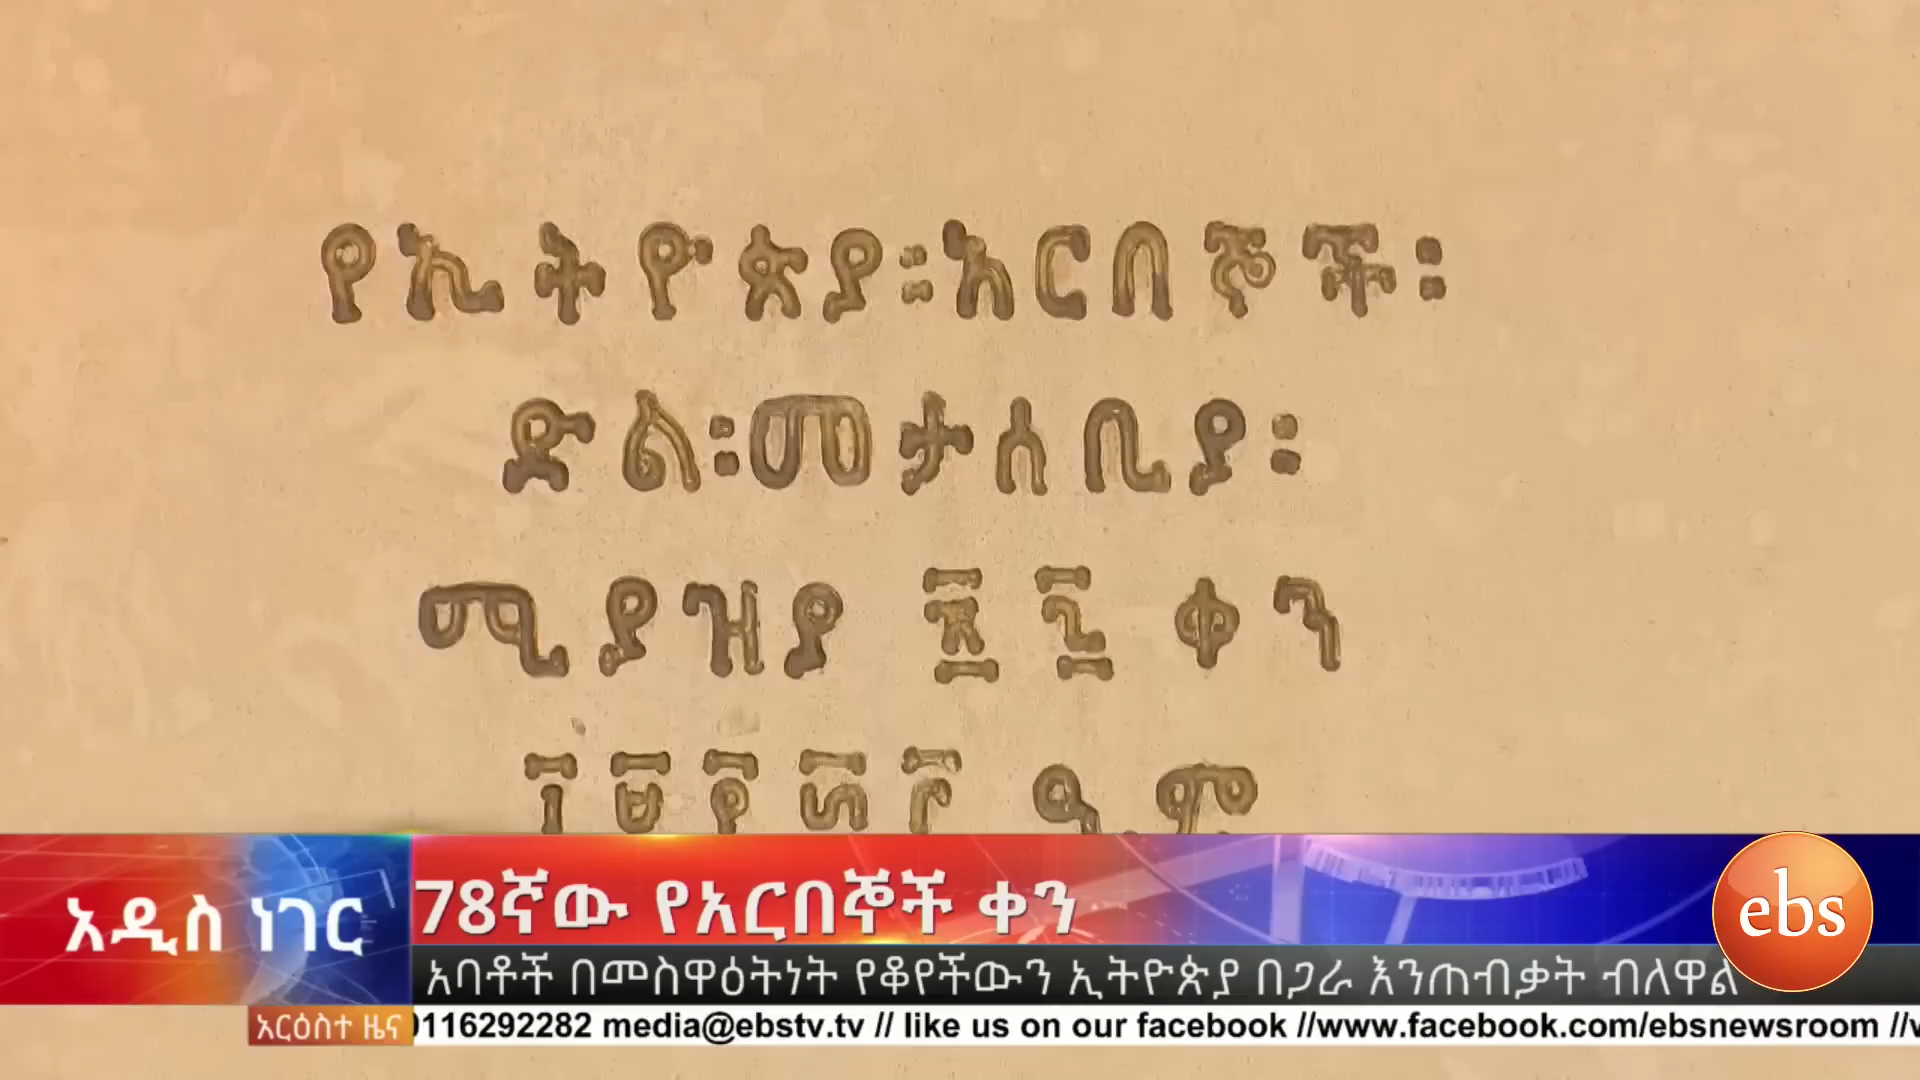 የኢትዮጵያ፡አርበኞች፡
ድል፡መታሰቢያ፡
ሚያዝያ ፳፯ ቀን
፲፱፻፴፫ ዓ.ም
አዲስ ነገር
78ኛው የአርበኞች ቀን
ebs
አባቶች በመስዋዕትነት የቆየችውን ኢትዮጵያ በጋራ እንጠብቃት ብለዋል
አርዕስተ ዜና
0116292282 media@ebstv.tv // like us on our facebook //www.facebook.com/ebsnewsroom //